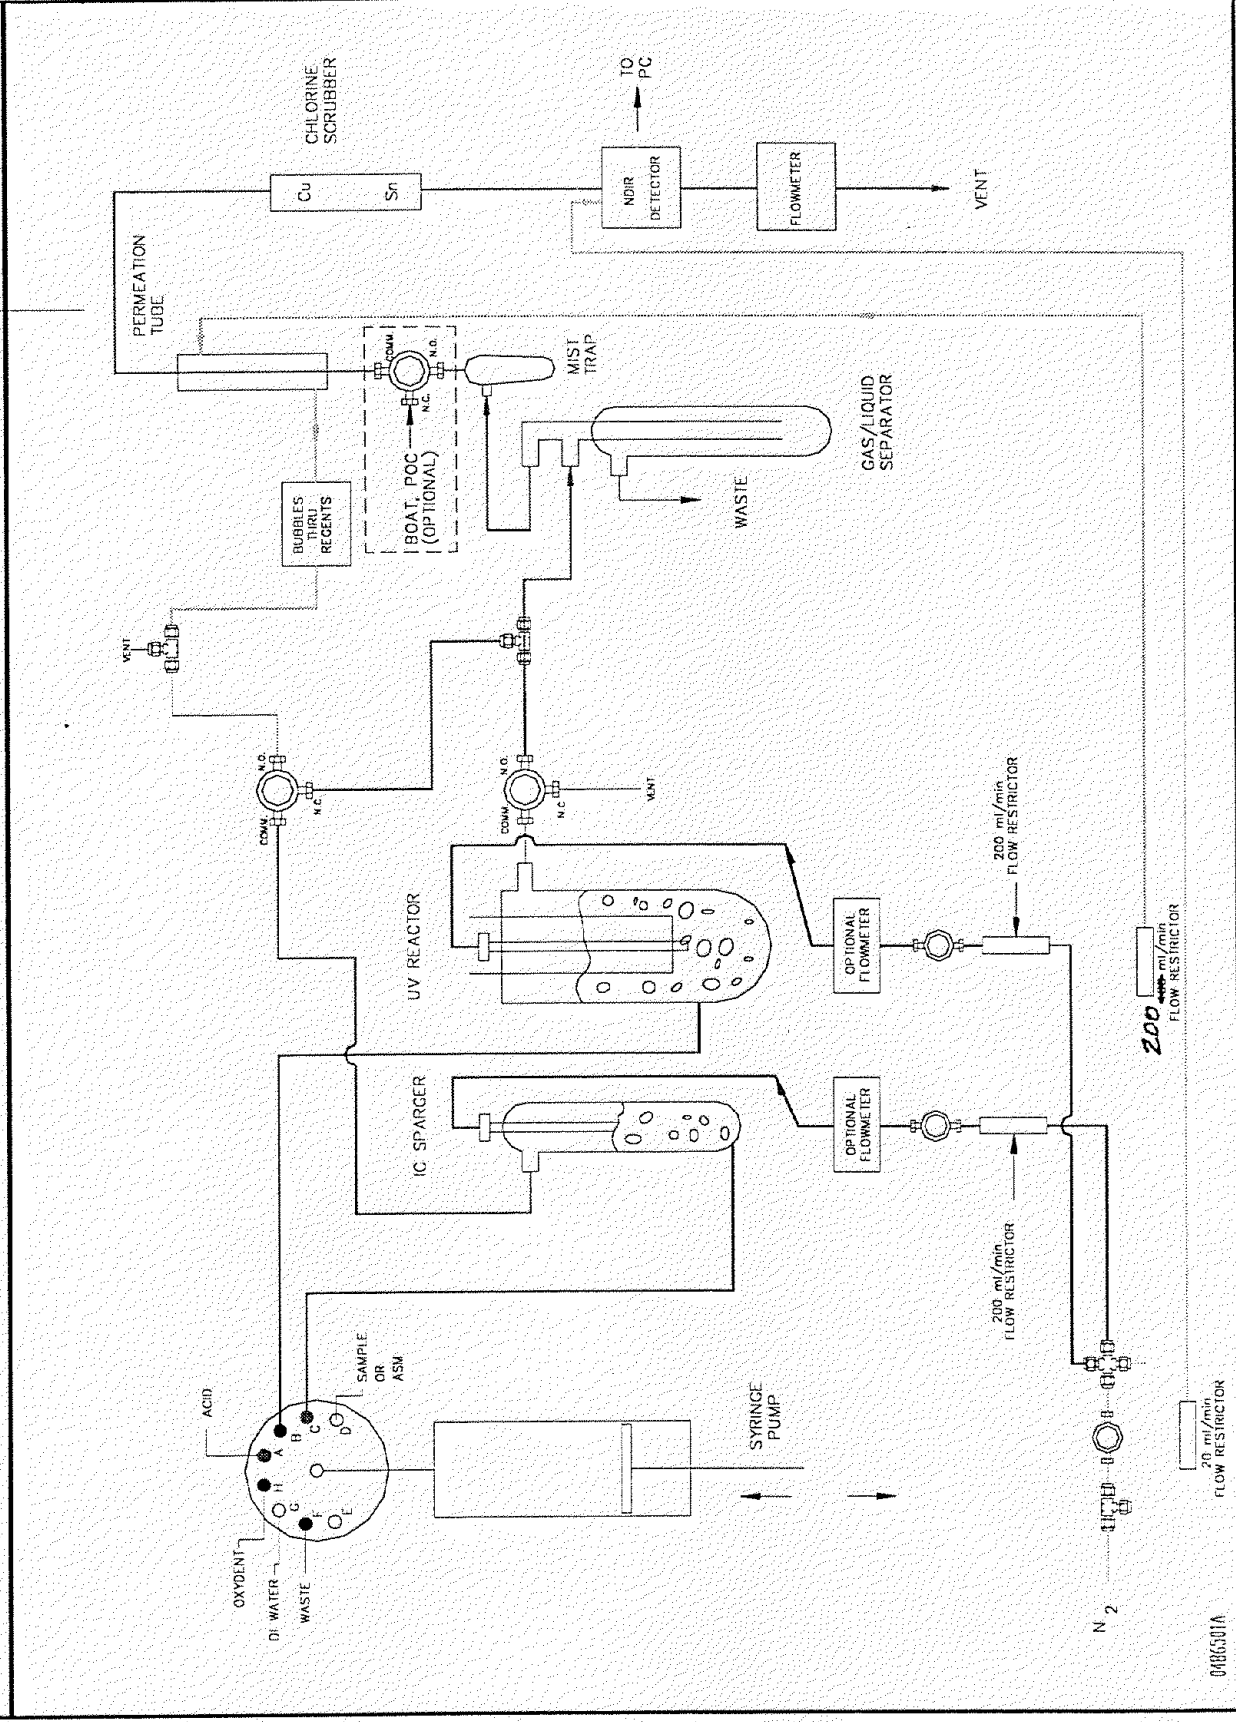 CHLORINE
SCRUBBER
Cu
Sn
TO
PC
NDIR
DETECTOR
FLOWMETER
VENT
PERMEATION
TUBE
BUBBLES
THRU
REGENTS
COMM.
N.O.
N.C.
BOAT, POC
(OPTIONAL)
MIST
TRAP
GAS/LIQUID
SEPARATOR
WASTE
VENT
N.O.
COMM.
N.C.
N.O.
COMM.
N.C
VENT
UV REACTOR
IC SPARGER
OPTIONAL
FLOWMETER
200 ml/min
FLOW RESTRICTOR
OPTIONAL
FLOWMETER
200 ml/min
FLOW RESTRICTOR
200 ml/min
FLOW RESTRICTOR
ACID
OXYDENT
DI WATER
WASTE
A
B
C
D
E
F
G
H
SAMPLE
OR
ASM
SYRINGE
PUMP
N2
20 ml/min
FLOW RESTRICTOR
0486501A